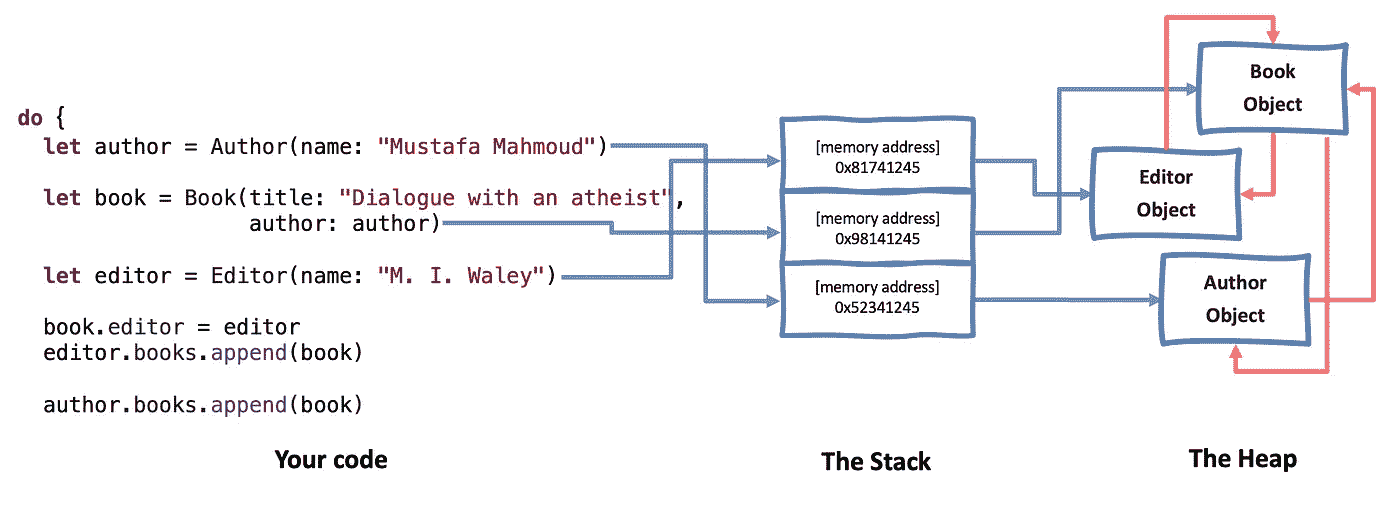 do {
let author = Author(name: "Mustafa Mahmoud")
let book = Book(title: "Dialogue with an atheist",
author: author)
let editor = Editor(name: "M. I. Waley")
book.editor = editor
editor.books.append(book)
author.books.append(book)
Your code
[memory address]
0x81741245
[memory address]
0x98141245
[memory address]
0x52341245
The Stack
Book
Object
Editor
Object
Author
Object
The Heap